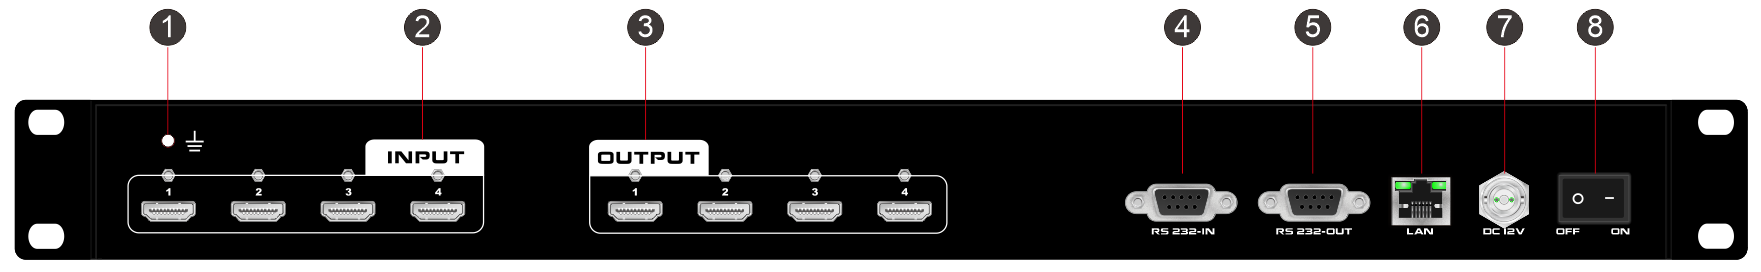 1 2 3 4 5 6 7 8
INPUT OUTPUT
1 2 3 4 1 2 3 4
RS 232-IN RS 232-OUT LAN DC 12V OFF ON